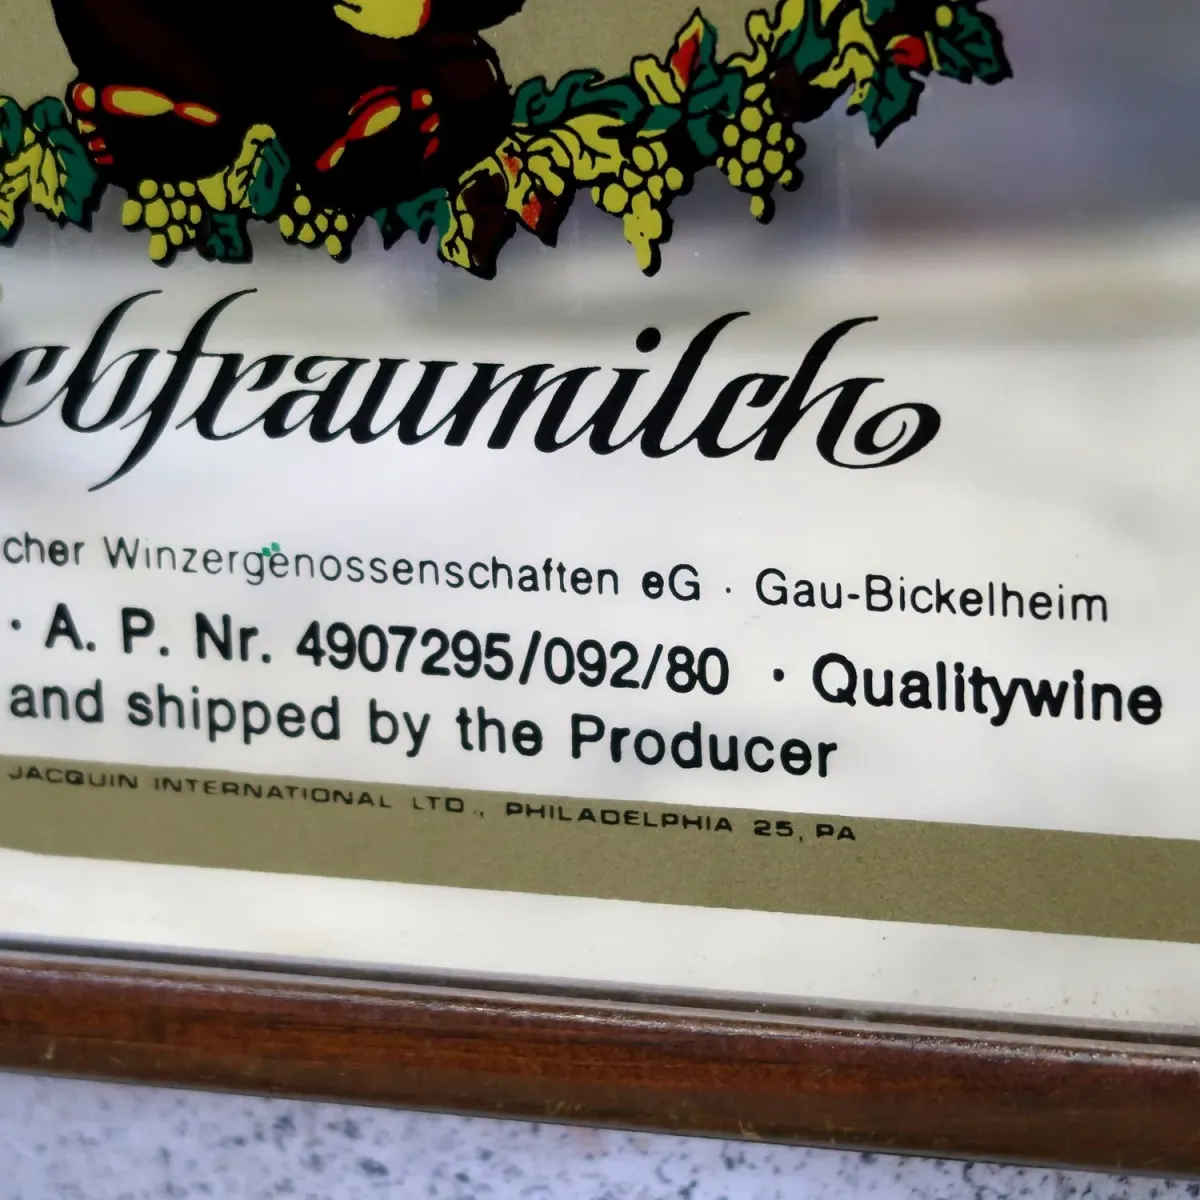 ebfraumilch
cher Winzergenossenschaften eG · Gau-Bickelheim
· A. P. Nr. 4907295/092/80 · Qualitywine
and shipped by the Producer
JACQUIN INTERNATIONAL LTD., PHILADELPHIA 25, PA